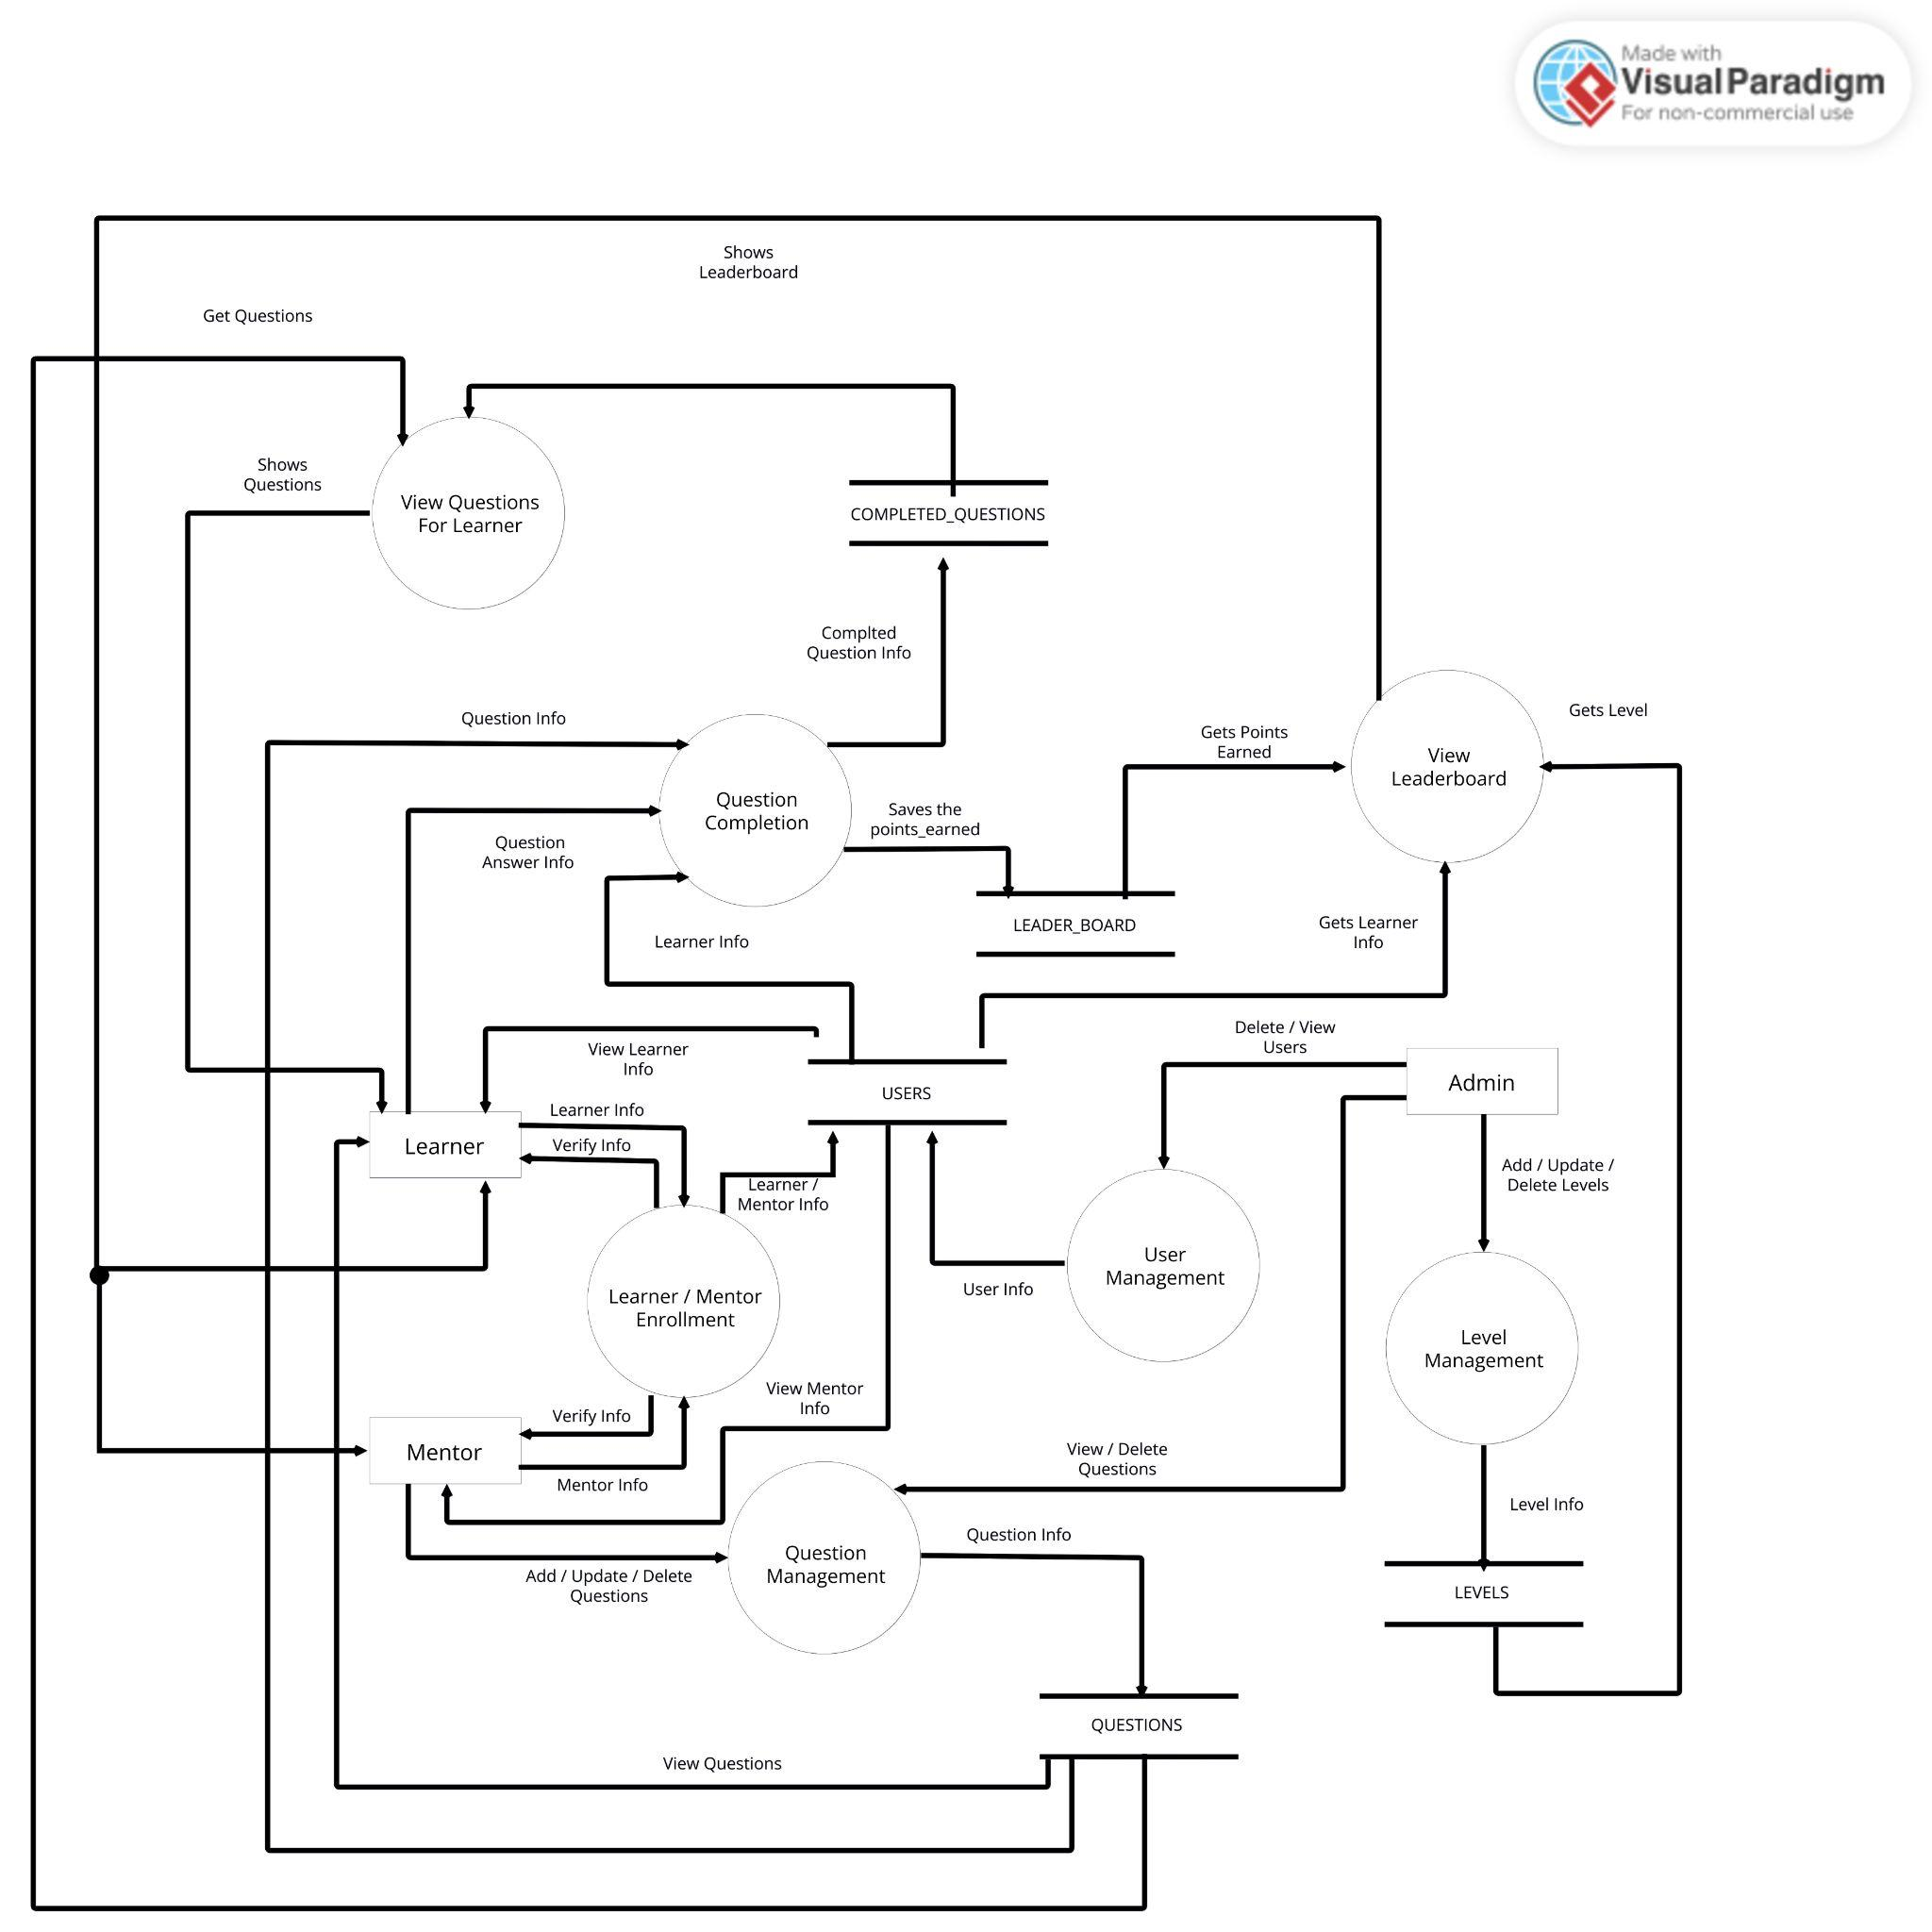 Made with
Visual Paradigm
For non-commercial use
Shows
Leaderboard
Get Questions
Shows
Questions
View Questions
For Learner
COMPLETED_QUESTIONS
Complted
Question Info
Question Info
Gets Level
Gets Points
Earned
View
Leaderboard
Question
Completion
Saves the
points_earned
Question
Answer Info
LEADER_BOARD
Gets Learner
Info
Learner Info
Delete / View
Users
View Learner
Info
USERS
Admin
Learner Info
Learner
Verify Info
Add / Update /
Delete Levels
Learner /
Mentor Info
User
Management
User Info
Learner / Mentor
Enrollment
Level
Management
View Mentor
Info
Verify Info
Mentor
Mentor Info
View / Delete
Questions
Level Info
Question Info
Question
Management
Add / Update / Delete
Questions
LEVELS
QUESTIONS
View Questions